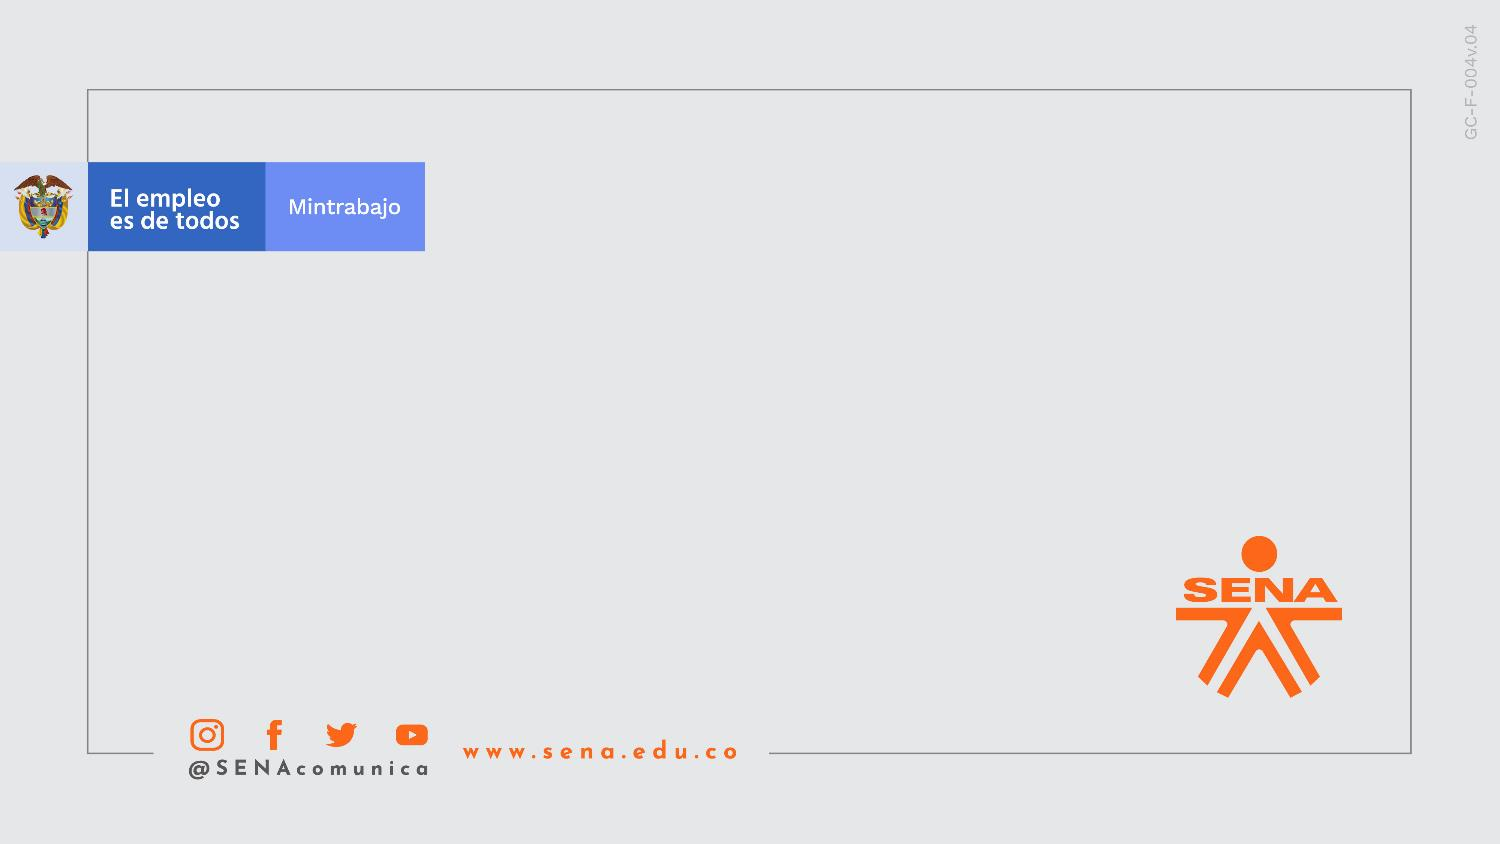 GC-F-004v.04
El empleo
es de todos
Mintrabajo
SENA
@SENAcomunica
www.sena.edu.co